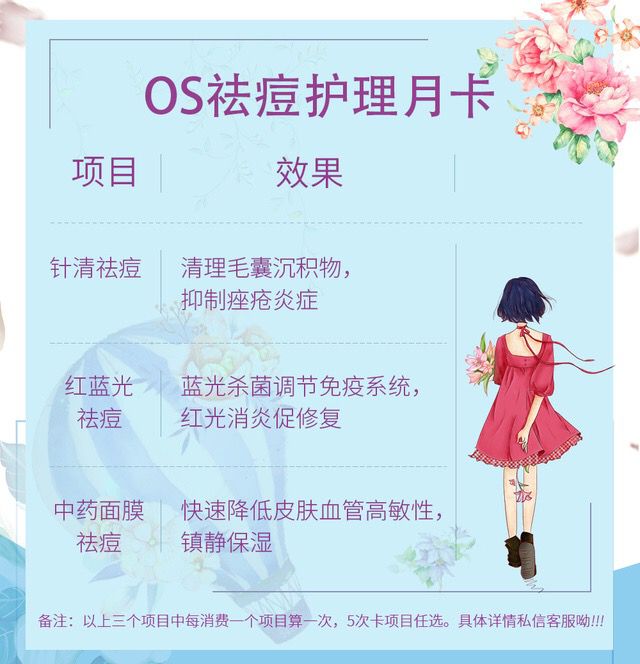 OS祛痘护理月卡
项目
效果
针清祛痘
清理毛囊沉积物，
抑制痤疮炎症
红蓝光
祛痘
蓝光杀菌调节免疫系统，
红光消炎促修复
中药面膜
祛痘
快速降低皮肤血管高敏性，
镇静保湿
备注：以上三个项目中每消费一个项目算一次，5次卡项目任选。具体详情私信客服呦!!!